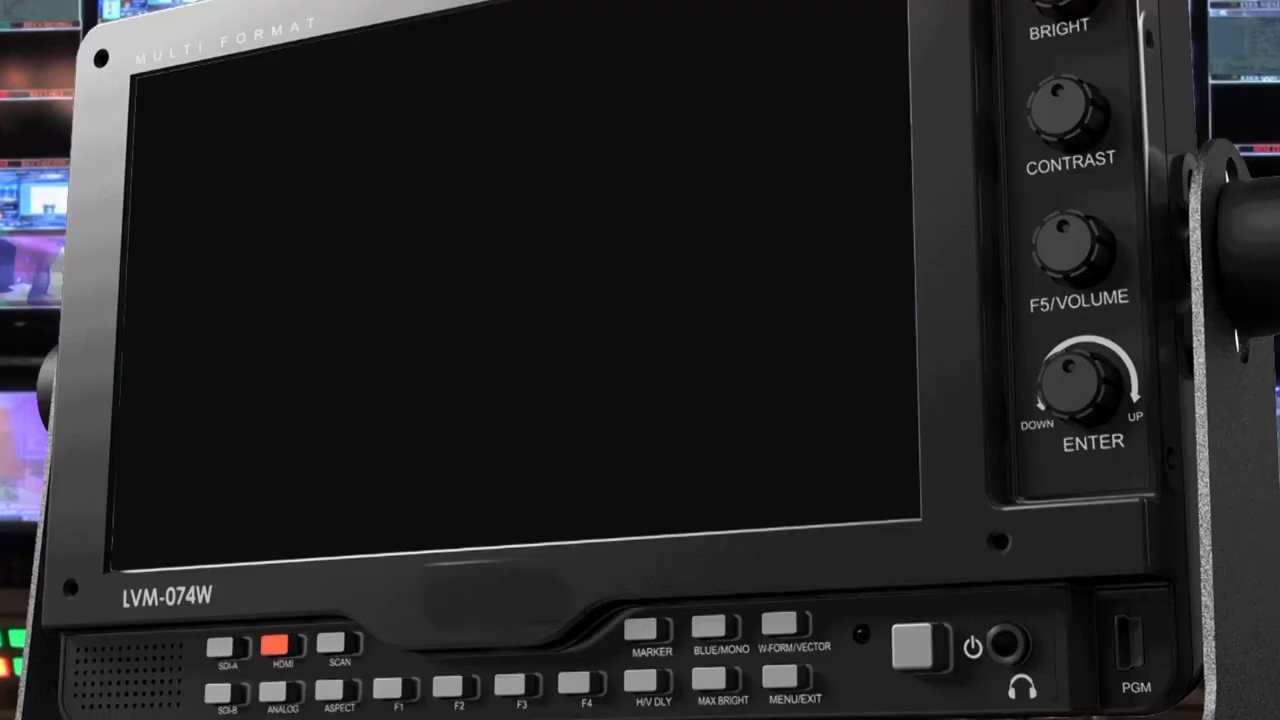 MULTI FORMAT
BRIGHT
CONTRAST
F5/VOLUME
DOWN UP
ENTER
LVM-074W
SDI-A HDMI SCAN MARKER BLUE/MONO W-FORM/VECTOR
SDI-B ANALOG ASPECT F1 F2 F3 F4 H/V DLY MAX BRIGHT MENU/EXIT
PGM